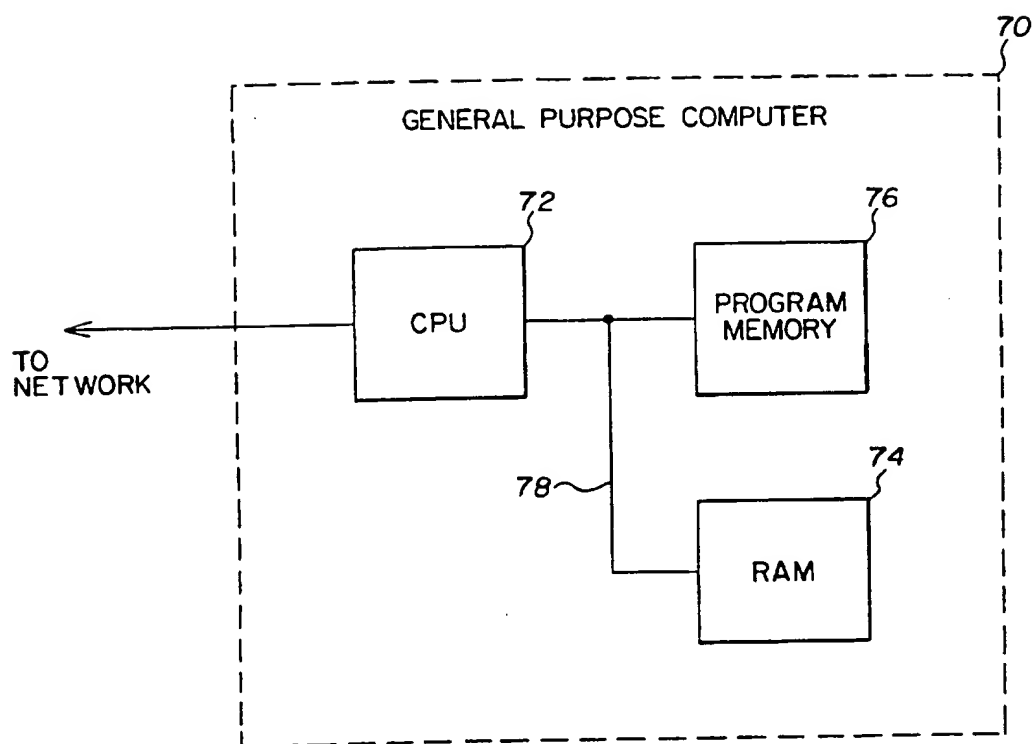 70
GENERAL PURPOSE COMPUTER
72
76
CPU
PROGRAM
MEMORY
TO
NETWORK
78
74
RAM